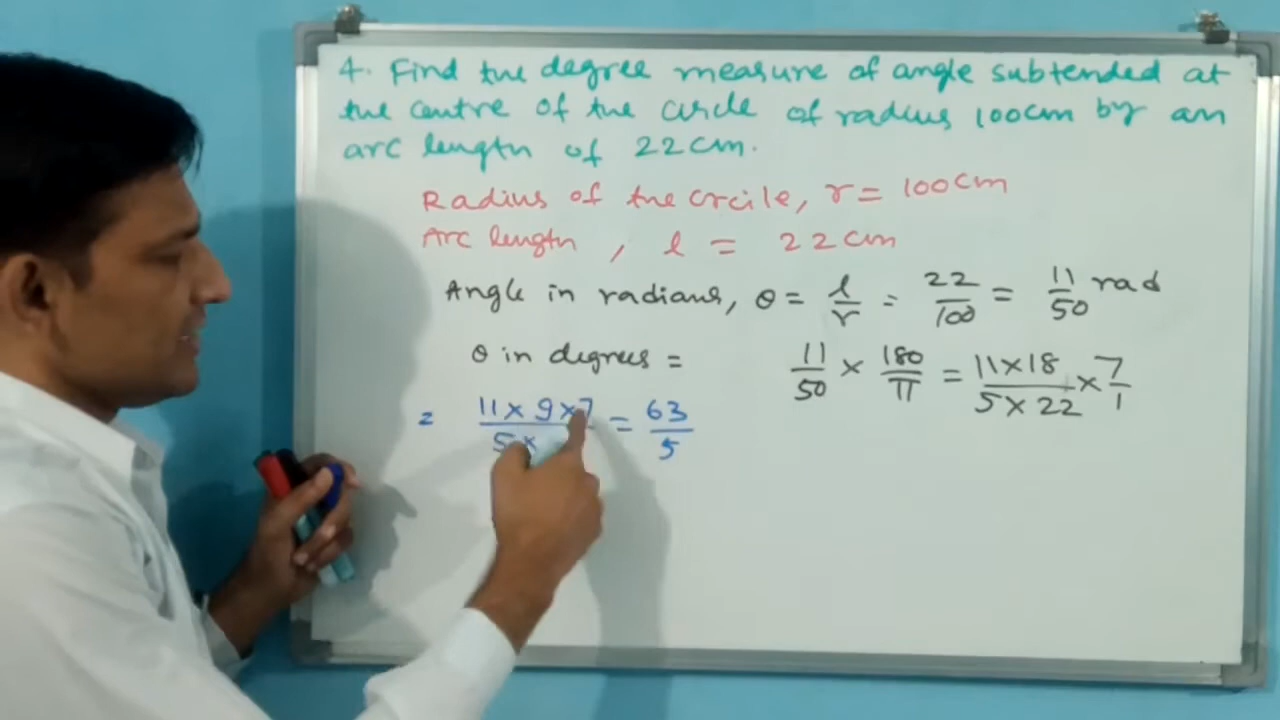 4. Find the degree measure of angle subtended at
the centre of the circle of radius 100cm by an
arc length of 22cm.
Radius of the crcile, r = 100cm
Arc length, l = 22cm
Angle in radians, θ = l/r = 22/100 = 11/50 rad
θ in degrees = 11/50 × 180/π = 11×18/5×22 × 7/1
= 11×9×7/5× = 63/5